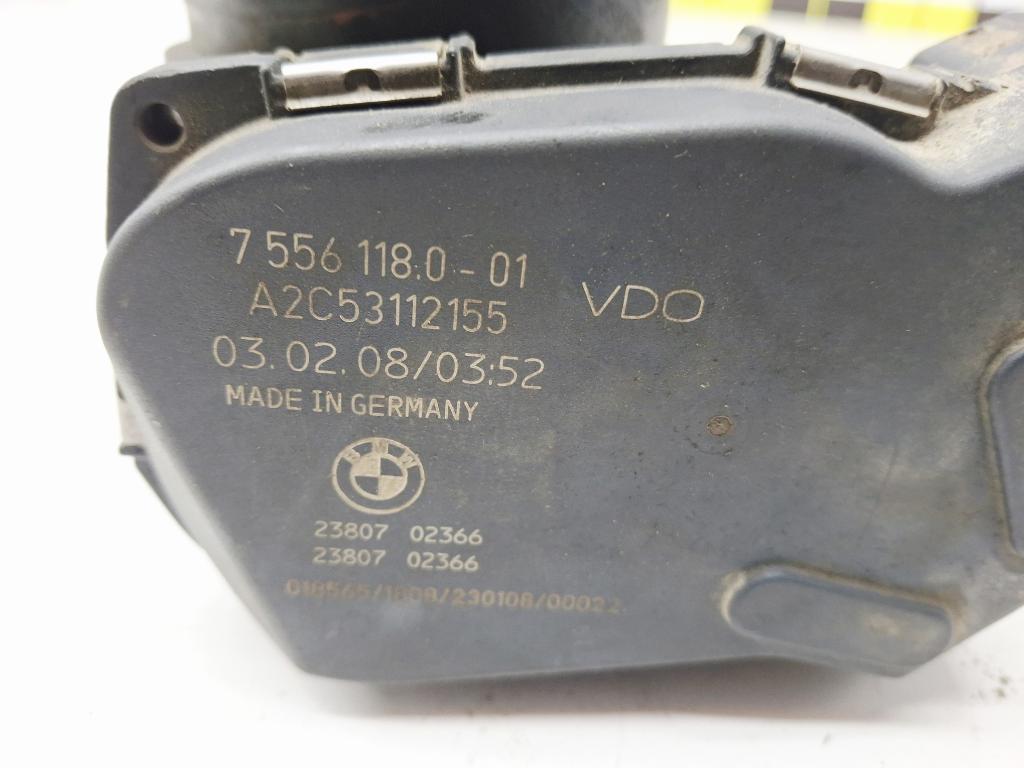 7 556 118.0 - 01
A2C53112155
VDO
03.02.08/03:52
MADE IN GERMANY
BMW
23807 02366
23807 02366
018565/1808/230108/00022